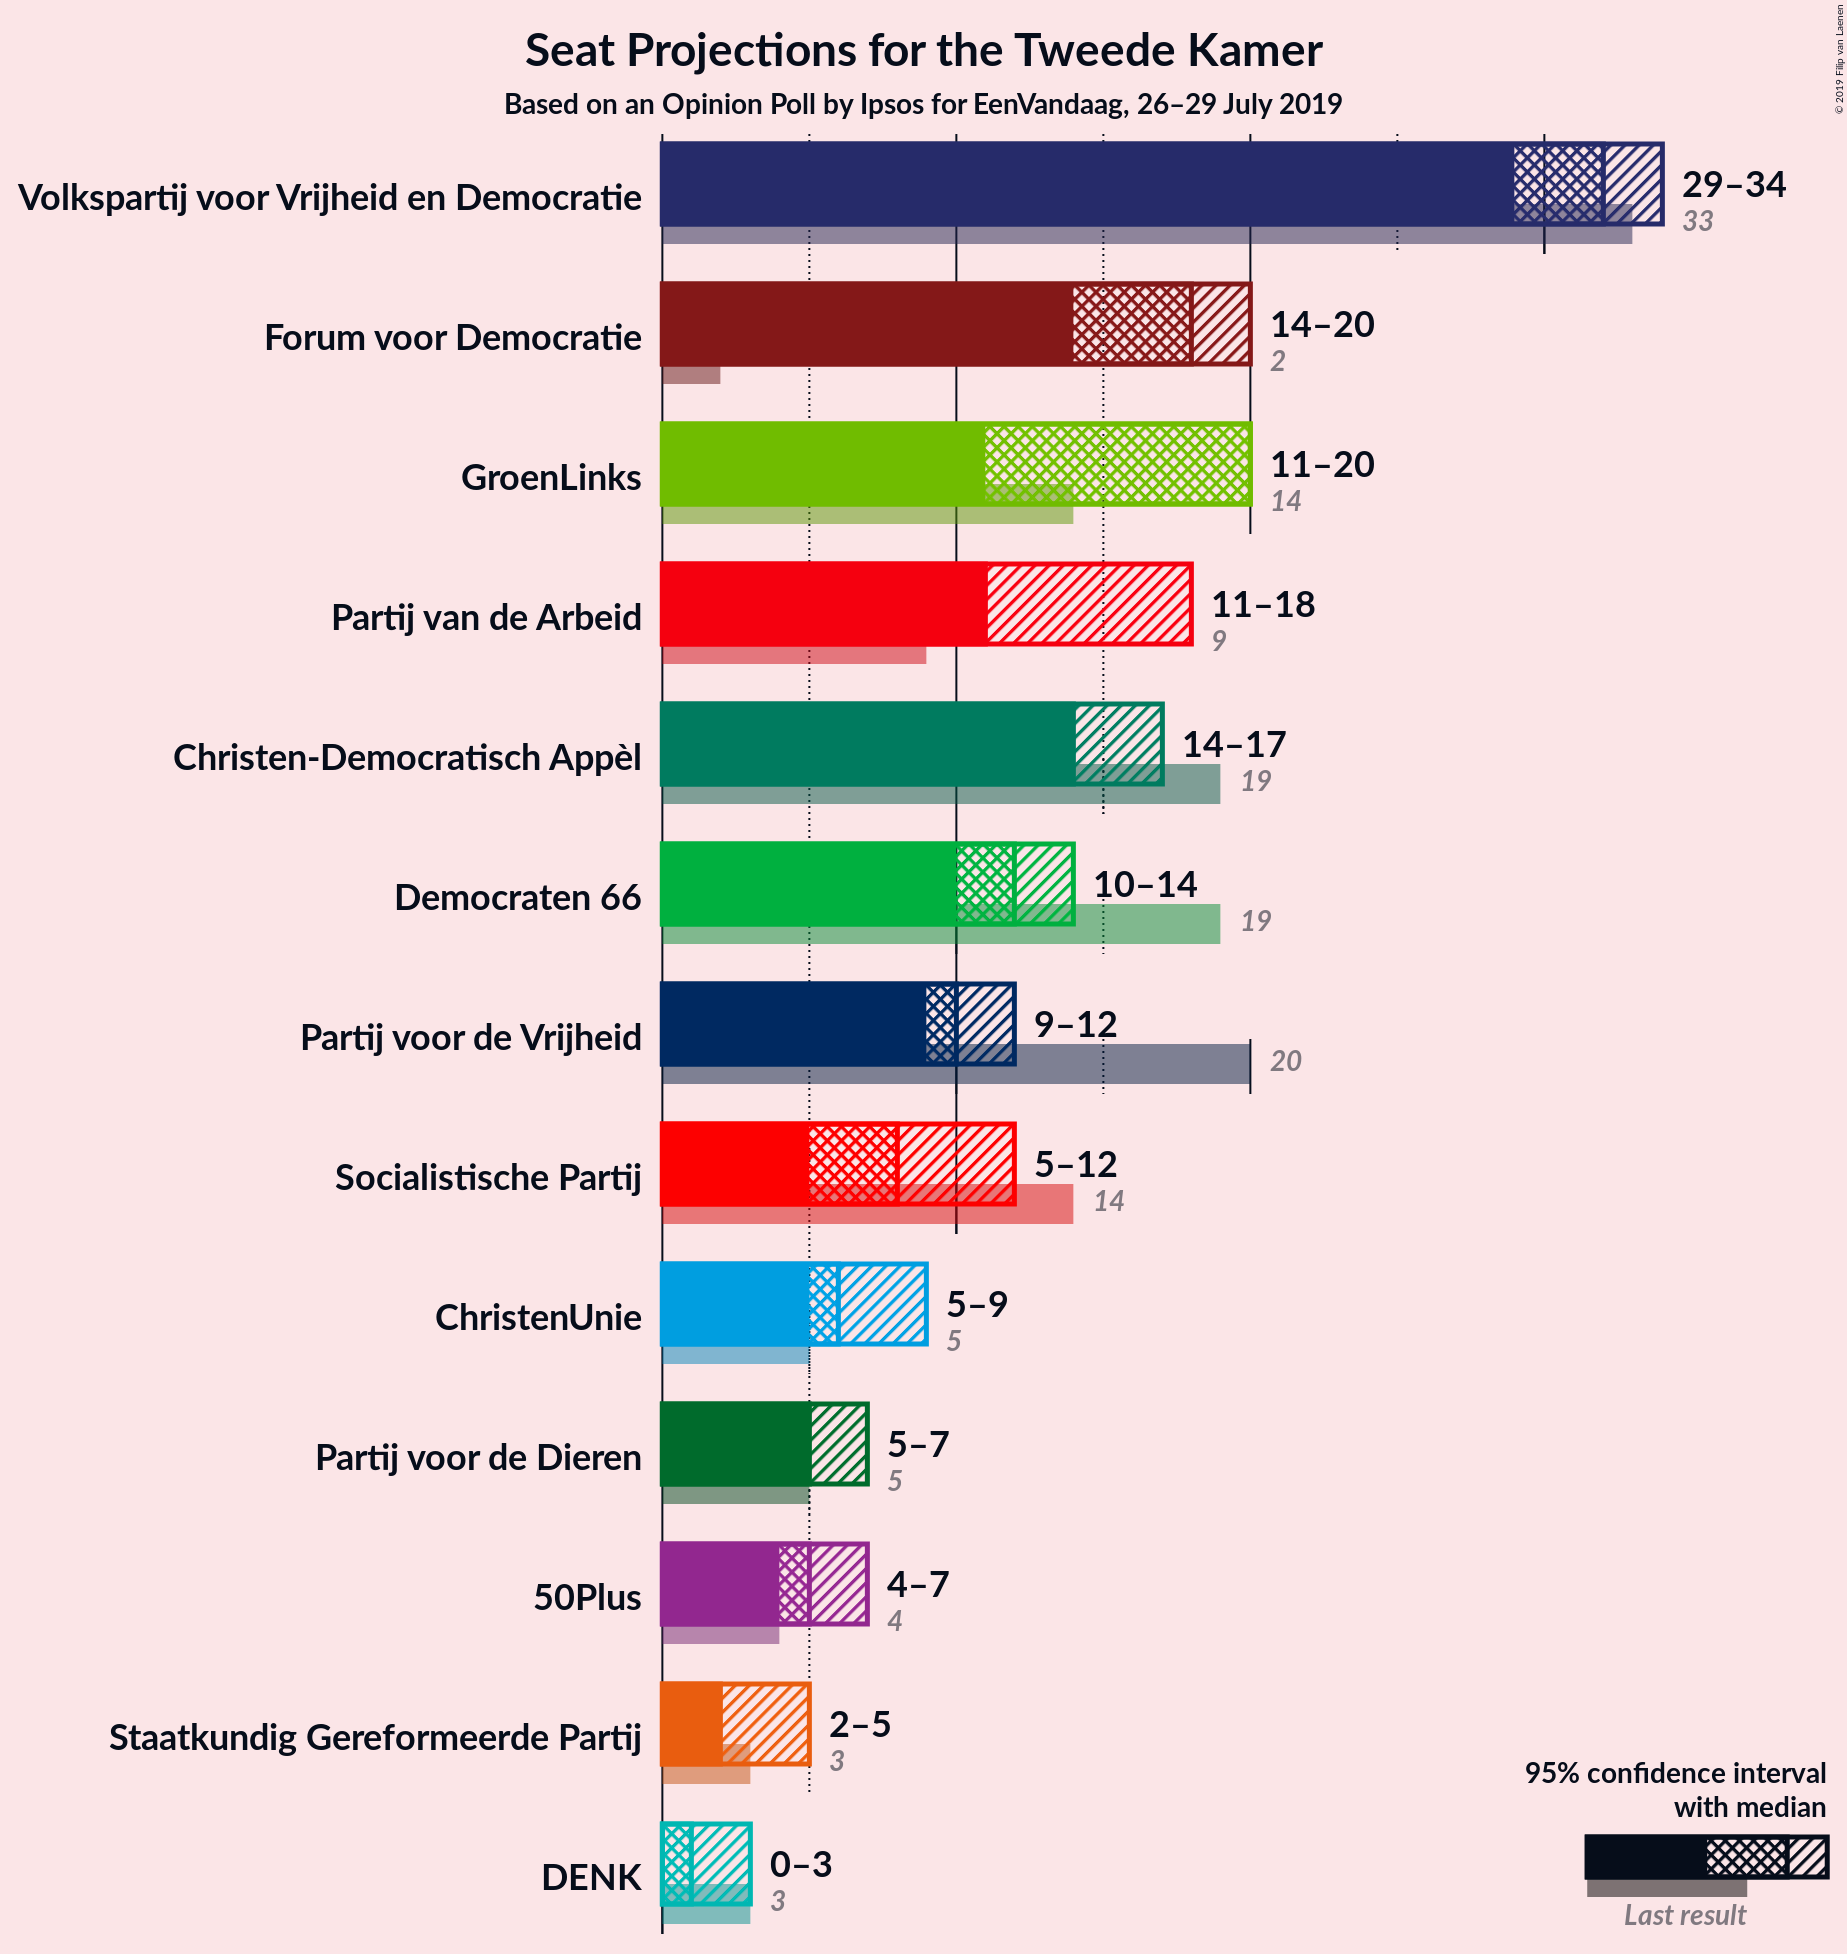 Seat Projections for the Tweede Kamer
Based on an Opinion Poll by Ipsos for EenVandaag, 26–29 July 2019
© 2019 Filip van Laenen
Volkspartij voor Vrijheid en Democratie
29–34
33
Forum voor Democratie
14–20
2
GroenLinks
11–20
14
Partij van de Arbeid
11–18
9
Christen-Democratisch Appèl
14–17
19
Democraten 66
10–14
19
Partij voor de Vrijheid
9–12
20
Socialistische Partij
5–12
14
ChristenUnie
5–9
5
Partij voor de Dieren
5–7
5
50Plus
4–7
4
Staatkundig Gereformeerde Partij
2–5
3
DENK
0–3
3
95% confidence interval
with median
Last result